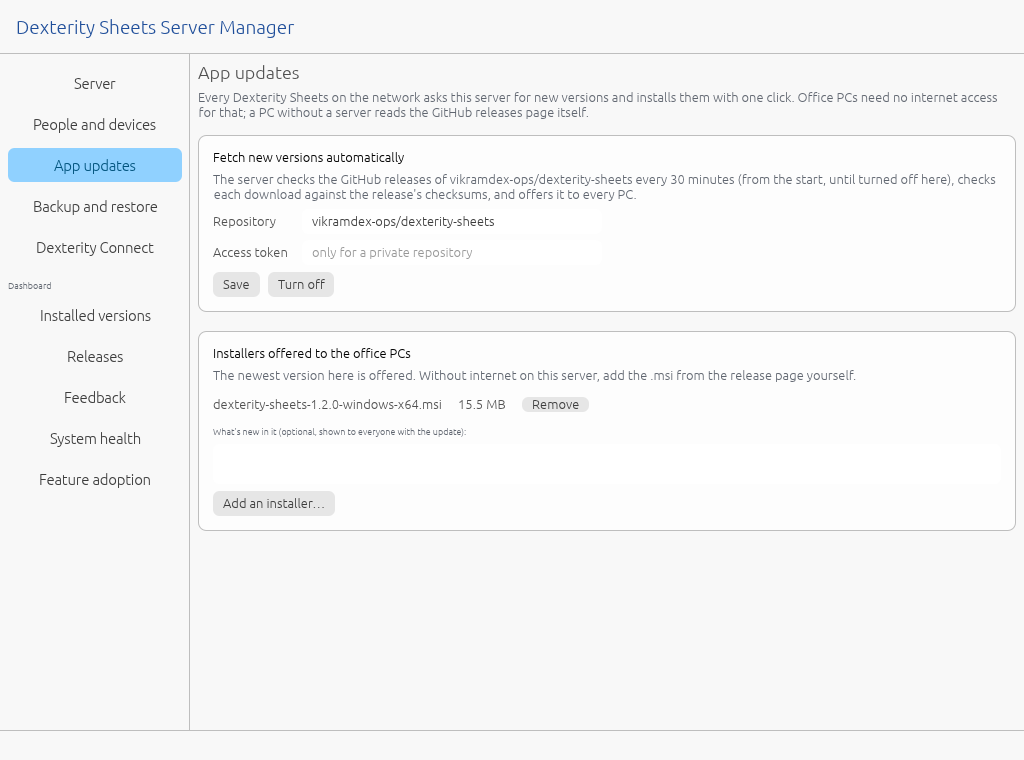 Dexterity Sheets Server Manager
Server
People and devices
App updates
Backup and restore
Dexterity Connect
Dashboard
Installed versions
Releases
Feedback
System health
Feature adoption
App updates
Every Dexterity Sheets on the network asks this server for new versions and installs them with one click. Office PCs need no internet access
for that; a PC without a server reads the GitHub releases page itself.
Fetch new versions automatically
The server checks the GitHub releases of vikramdex-ops/dexterity-sheets every 30 minutes (from the start, until turned off here), checks
each download against the release's checksums, and offers it to every PC.
Repository vikramdex-ops/dexterity-sheets
Access token only for a private repository
Save Turn off
Installers offered to the office PCs
The newest version here is offered. Without internet on this server, add the .msi from the release page yourself.
dexterity-sheets-1.2.0-windows-x64.msi 15.5 MB Remove
What's new in it (optional, shown to everyone with the update):
Add an installer…